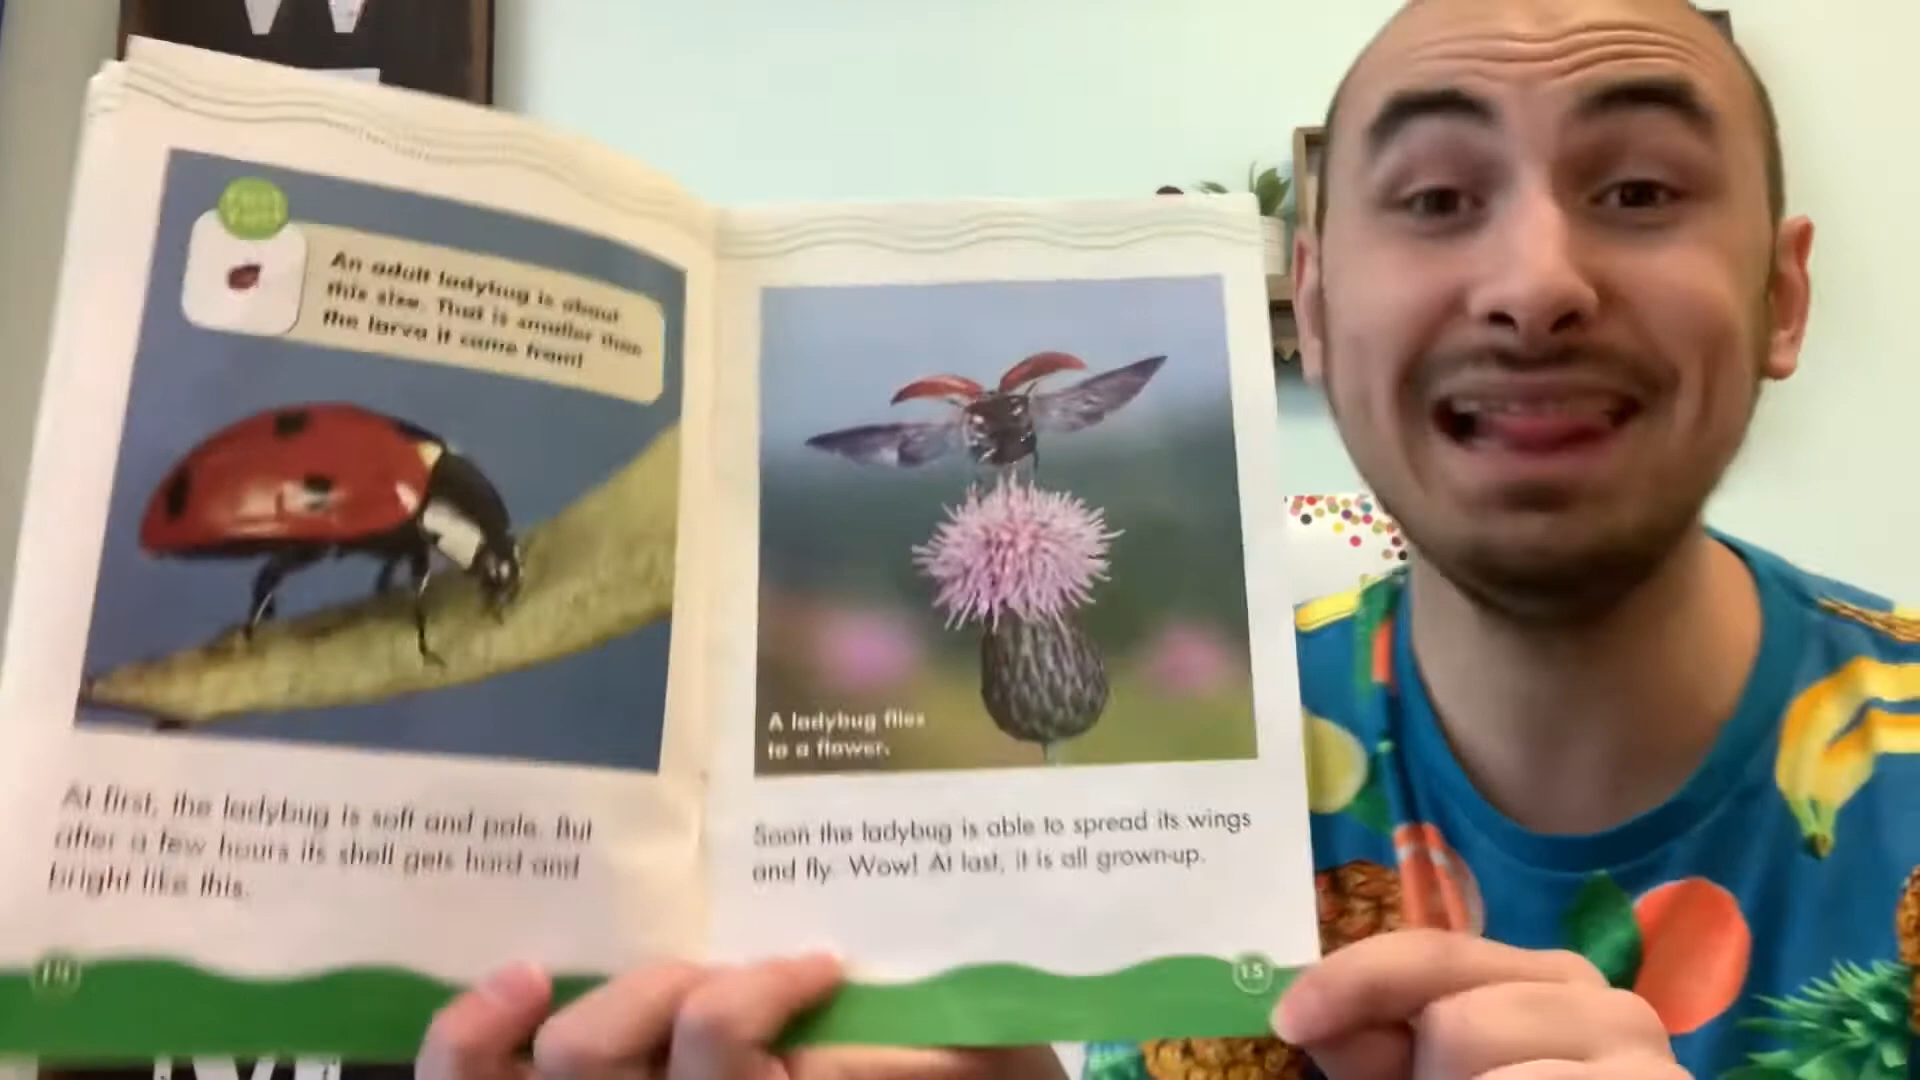 An adult ladybug is about
this size. That is smaller than
the larva it came from!
At first, the ladybug is soft and pale. But
after a few hours its shell gets hard and
bright like this.
14
A ladybug flies
to a flower.
Soon the ladybug is able to spread its wings
and fly. Wow! At last, it is all grown-up.
15